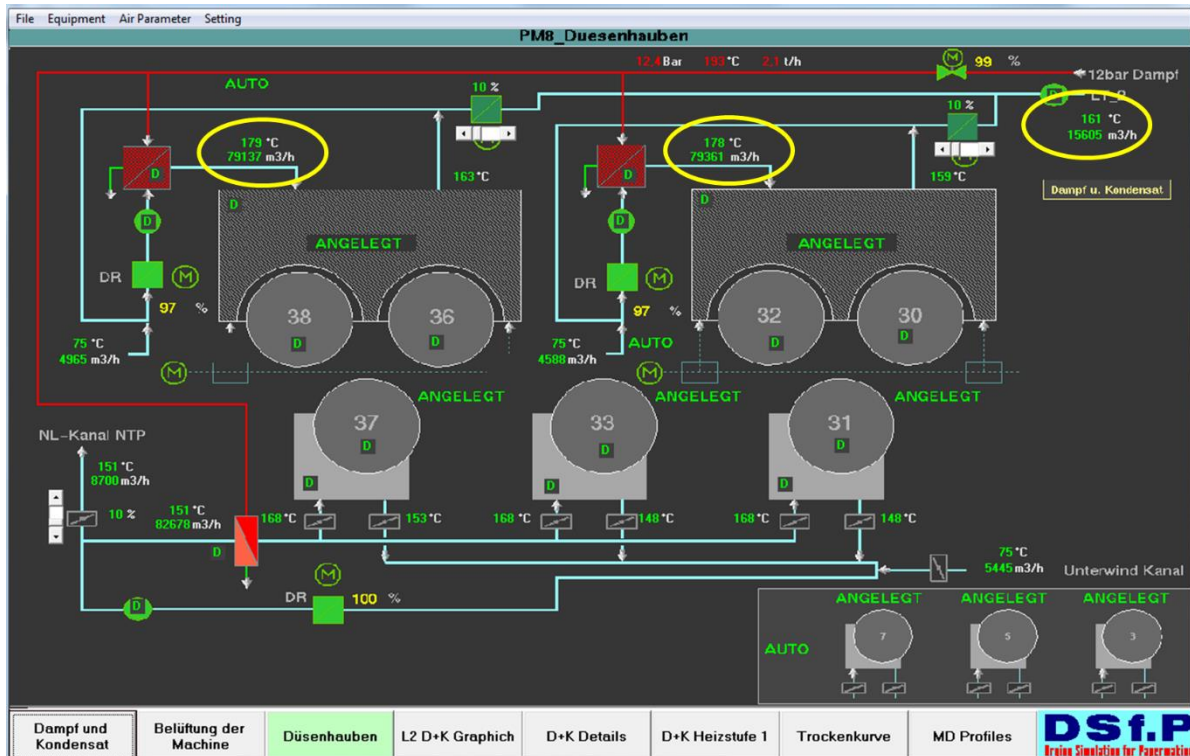 File Equipment Air Parameter Setting
PM8_Duesenhauben
12,4 Bar 193 °C 2,1 t/h
M 99 %
12bar Dampf
AUTO
10 %
D
10 %
161 °C
15605 m3/h
179 °C
79137 m3/h
178 °C
79361 m3/h
D
D
163 °C
159 °C
Dampf u. Kondensat
D
D
D
D
ANGELEGT
ANGELEGT
DR M
DR M
97 %
97 %
38 D
36 D
32 D
30 D
75 °C
4965 m3/h
AUTO
75 °C
4588 m3/h
M
M
ANGELEGT
ANGELEGT
ANGELEGT
37 D
33 D
31 D
NL-Kanal NTP
151 °C
8700 m3/h
D
D
D
10 %
151 °C
82678 m3/h
168 °C
153 °C
168 °C
148 °C
168 °C
148 °C
D
75 °C
5445 m3/h
Unterwind Kanal
M
D
DR
100 %
ANGELEGT
ANGELEGT
ANGELEGT
AUTO
7
5
3
Dampf und
Kondensat
Belüftung der
Machine
Düsenhauben
L2 D+K Graphich
D+K Details
D+K Heizstufe 1
Trockenkurve
MD Profiles
DSf.P